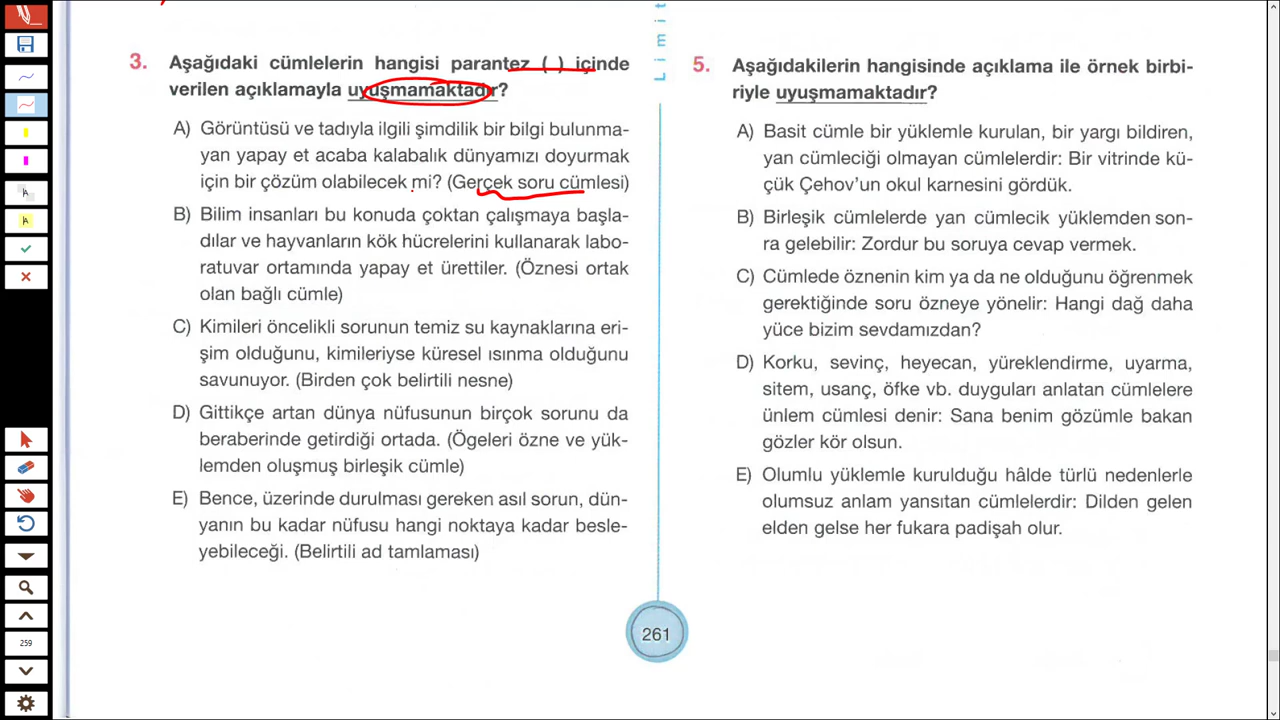 3. Aşağıdaki cümlelerin hangisi parantez ( ) içinde
verilen açıklamayla uyuşmamaktadır?
A) Görüntüsü ve tadıyla ilgili şimdilik bir bilgi bulunma-
yan yapay et acaba kalabalık dünyamızı doyurmak
için bir çözüm olabilecek mi? (Gerçek soru cümlesi)
B) Bilim insanları bu konuda çoktan çalışmaya başla-
dılar ve hayvanların kök hücrelerini kullanarak labo-
ratuvar ortamında yapay et ürettiler. (Öznesi ortak
olan bağlı cümle)
C) Kimileri öncelikli sorunun temiz su kaynaklarına eri-
şim olduğunu, kimileriyse küresel ısınma olduğunu
savunuyor. (Birden çok belirtili nesne)
D) Gittikçe artan dünya nüfusunun birçok sorunu da
beraberinde getirdiği ortada. (Ögeleri özne ve yük-
lemden oluşmuş birleşik cümle)
E) Bence, üzerinde durulması gereken asıl sorun, dün-
yanın bu kadar nüfusu hangi noktaya kadar besle-
yebileceği. (Belirtili ad tamlaması)
Limit
261
5. Aşağıdakilerin hangisinde açıklama ile örnek birbi-
riyle uyuşmamaktadır?
A) Basit cümle bir yüklemle kurulan, bir yargı bildiren,
yan cümleciği olmayan cümlelerdir: Bir vitrinde kü-
çük Çehov'un okul karnesini gördük.
B) Birleşik cümlelerde yan cümlecik yüklemden son-
ra gelebilir: Zordur bu soruya cevap vermek.
C) Cümlede öznenin kim ya da ne olduğunu öğrenmek
gerektiğinde soru özneye yönelir: Hangi dağ daha
yüce bizim sevdamızdan?
D) Korku, sevinç, heyecan, yüreklendirme, uyarma,
sitem, usanç, öfke vb. duyguları anlatan cümlelere
ünlem cümlesi denir: Sana benim gözümle bakan
gözler kör olsun.
E) Olumlu yüklemle kurulduğu hâlde türlü nedenlerle
olumsuz anlam yansıtan cümlelerdir: Dilden gelen
elden gelse her fukara padişah olur.
259